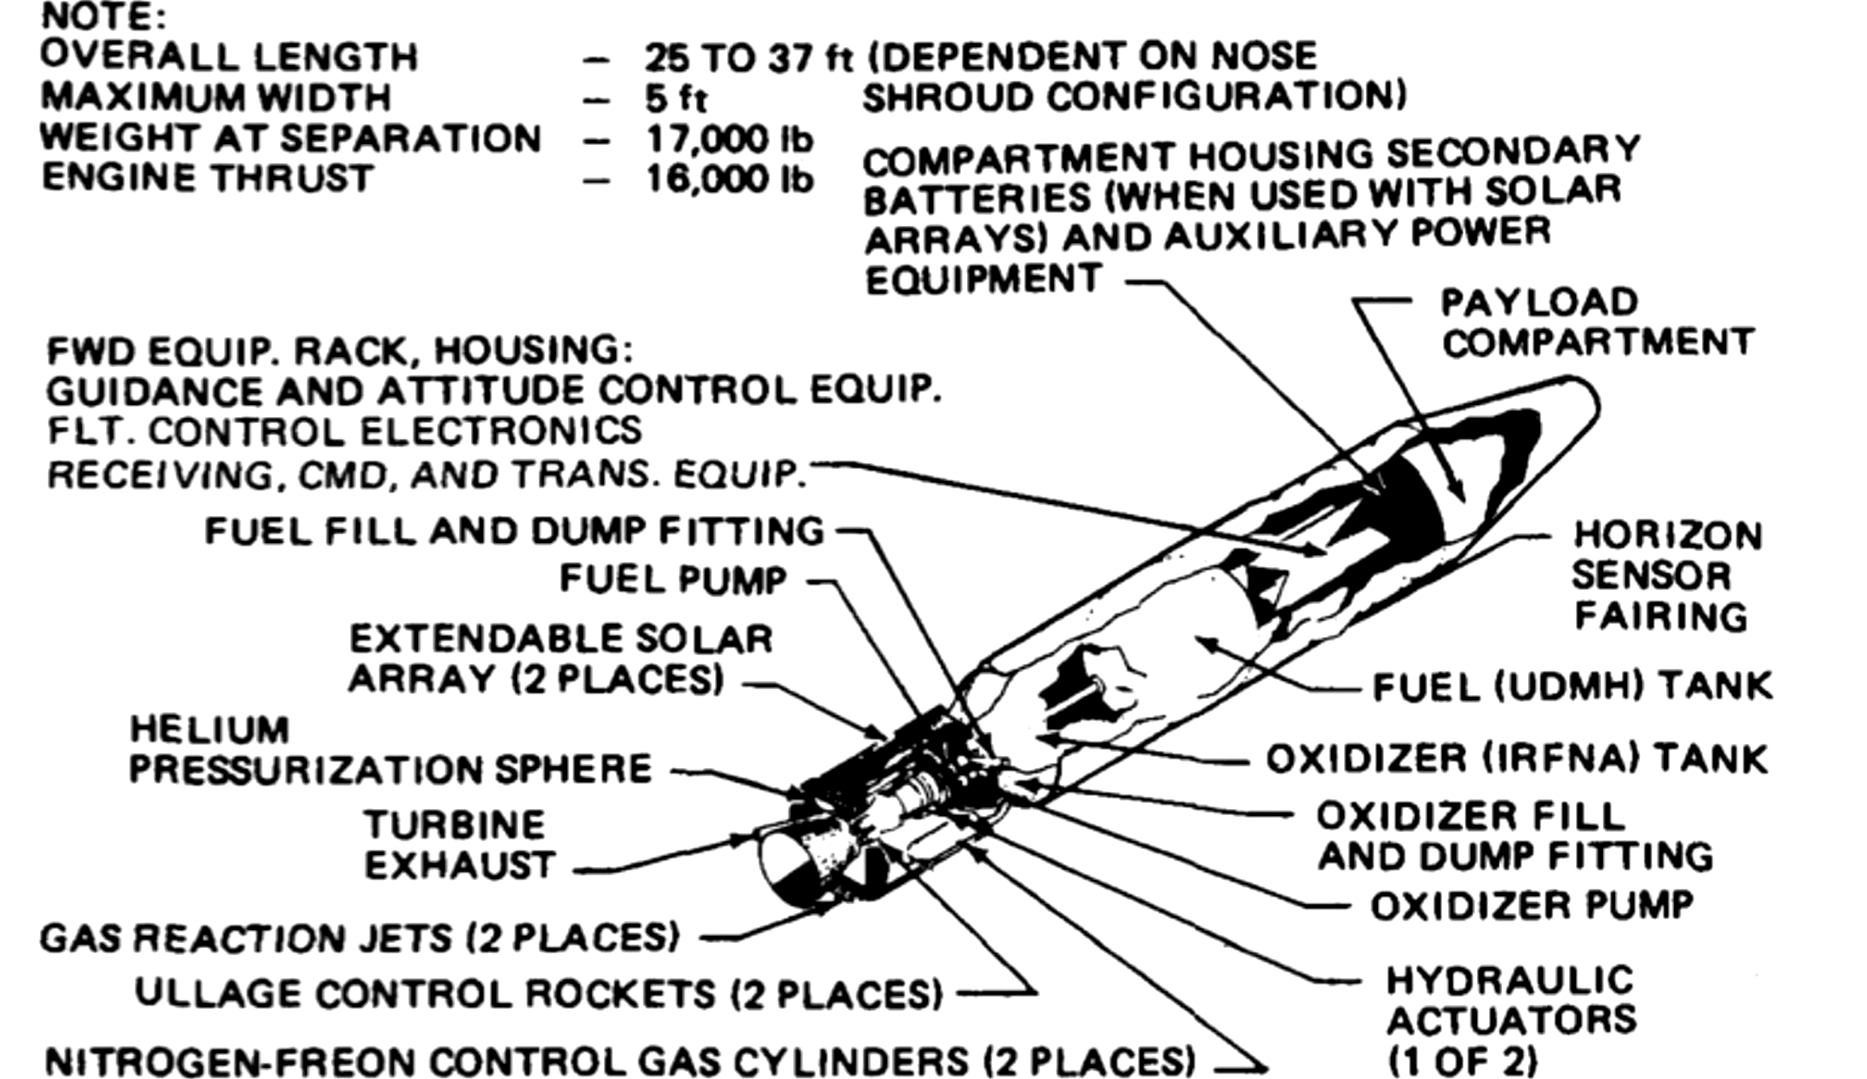 NOTE:
OVERALL LENGTH – 25 TO 37 ft (DEPENDENT ON NOSE
SHROUD CONFIGURATION)
MAXIMUM WIDTH – 5 ft
WEIGHT AT SEPARATION – 17,000 lb
ENGINE THRUST – 16,000 lb
COMPARTMENT HOUSING SECONDARY
BATTERIES (WHEN USED WITH SOLAR
ARRAYS) AND AUXILIARY POWER
EQUIPMENT
PAYLOAD
COMPARTMENT
FWD EQUIP. RACK, HOUSING:
GUIDANCE AND ATTITUDE CONTROL EQUIP.
FLT. CONTROL ELECTRONICS
RECEIVING, CMD, AND TRANS. EQUIP.
FUEL FILL AND DUMP FITTING
FUEL PUMP
EXTENDABLE SOLAR
ARRAY (2 PLACES)
HELIUM
PRESSURIZATION SPHERE
TURBINE
EXHAUST
GAS REACTION JETS (2 PLACES)
ULLAGE CONTROL ROCKETS (2 PLACES)
NITROGEN-FREON CONTROL GAS CYLINDERS (2 PLACES)
HORIZON
SENSOR
FAIRING
FUEL (UDMH) TANK
OXIDIZER (IRFNA) TANK
OXIDIZER FILL
AND DUMP FITTING
OXIDIZER PUMP
HYDRAULIC
ACTUATORS
(1 OF 2)